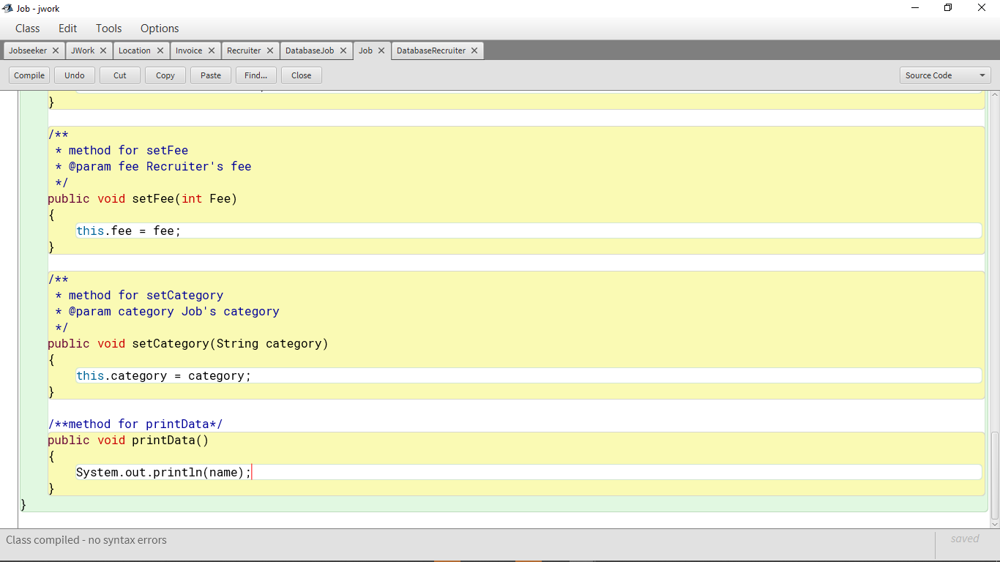 Job - jwork
Class Edit Tools Options
Jobseeker JWork Location Invoice Recruiter DatabaseJob Job DatabaseRecruiter
Compile Undo Cut Copy Paste Find... Close Source Code
}
/**
* method for setFee
* @param fee Recruiter's fee
*/
public void setFee(int Fee)
{
this.fee = fee;
}
/**
* method for setCategory
* @param category Job's category
*/
public void setCategory(String category)
{
this.category = category;
}
/**method for printData*/
public void printData()
{
System.out.println(name);
}
}
Class compiled - no syntax errors
saved